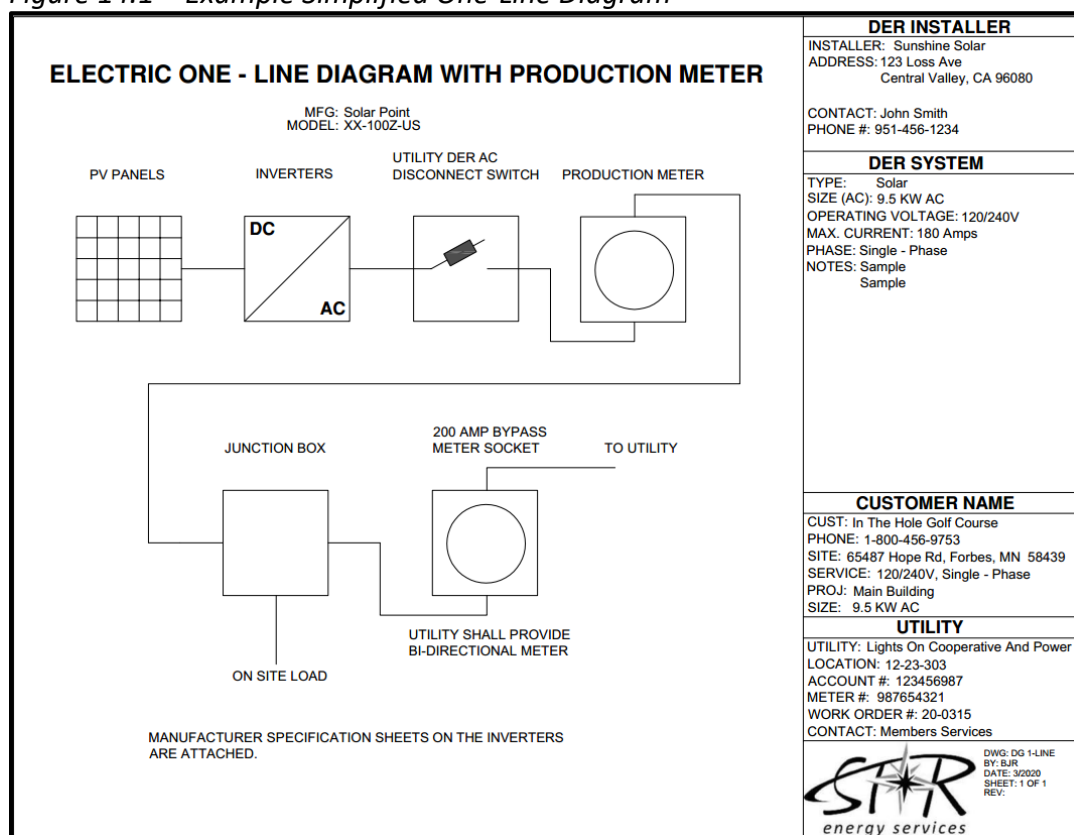 Figure 14.1 – Example Simplified One-Line Diagram
ELECTRIC ONE - LINE DIAGRAM WITH PRODUCTION METER
MFG: Solar Point
MODEL: XX-100Z-US
PV PANELS
INVERTERS
UTILITY DER AC
DISCONNECT SWITCH
PRODUCTION METER
DC
AC
JUNCTION BOX
200 AMP BYPASS
METER SOCKET
TO UTILITY
UTILITY SHALL PROVIDE
BI-DIRECTIONAL METER
ON SITE LOAD
MANUFACTURER SPECIFICATION SHEETS ON THE INVERTERS
ARE ATTACHED.
DER INSTALLER
INSTALLER: Sunshine Solar
ADDRESS: 123 Loss Ave
Central Valley, CA 96080
CONTACT: John Smith
PHONE #: 951-456-1234
DER SYSTEM
TYPE: Solar
SIZE (AC): 9.5 KW AC
OPERATING VOLTAGE: 120/240V
MAX. CURRENT: 180 Amps
PHASE: Single - Phase
NOTES: Sample
Sample
CUSTOMER NAME
CUST: In The Hole Golf Course
PHONE: 1-800-456-9753
SITE: 65487 Hope Rd, Forbes, MN 58439
SERVICE: 120/240V, Single - Phase
PROJ: Main Building
SIZE: 9.5 KW AC
UTILITY
UTILITY: Lights On Cooperative And Power
LOCATION: 12-23-303
ACCOUNT #: 123456987
METER #: 987654321
WORK ORDER #: 20-0315
CONTACT: Members Services
STAR
energy services
DWG: DG 1-LINE
BY: BJR
DATE: 3/2020
SHEET: 1 OF 1
REV: